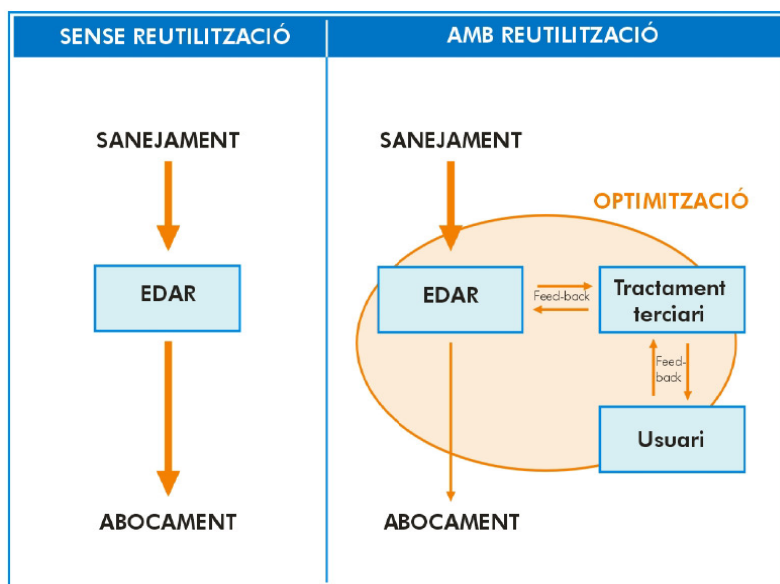 SENSE REUTILITZACIÓ
SANEJAMENT
EDAR
ABOCAMENT
AMB REUTILITZACIÓ
SANEJAMENT
OPTIMITZACIÓ
EDAR
Feed-back
Tractament
terciari
Feed-
back
Usuari
ABOCAMENT